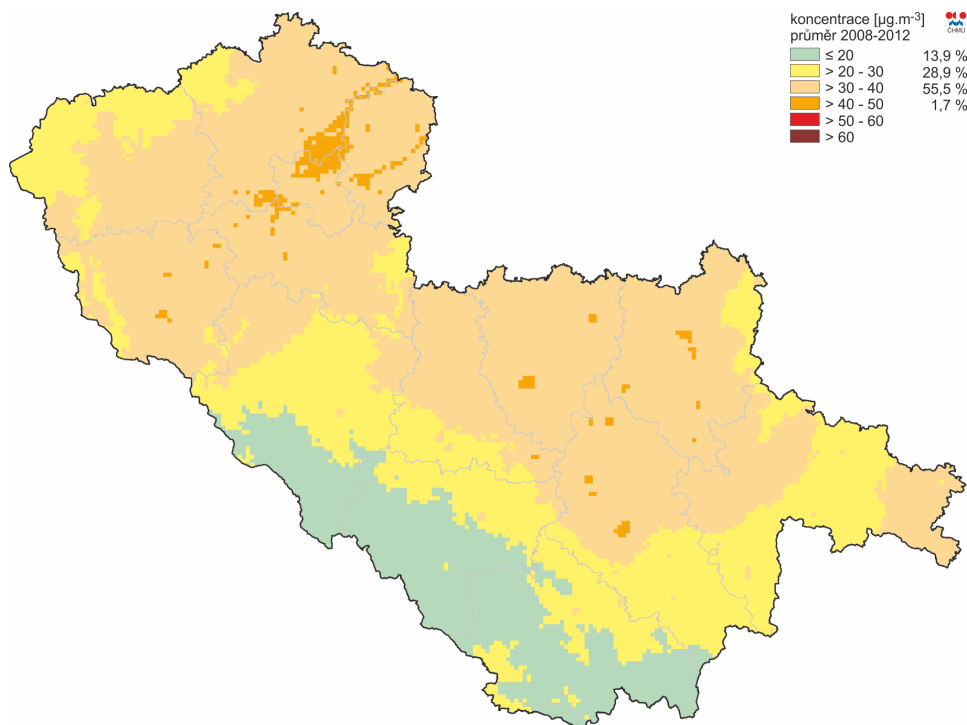 koncentrace [µg.m-3]
ČHMÚ
průměr 2008-2012
≤ 20 13,9 %
> 20 - 30 28,9 %
> 30 - 40 55,5 %
> 40 - 50 1,7 %
> 50 - 60
> 60